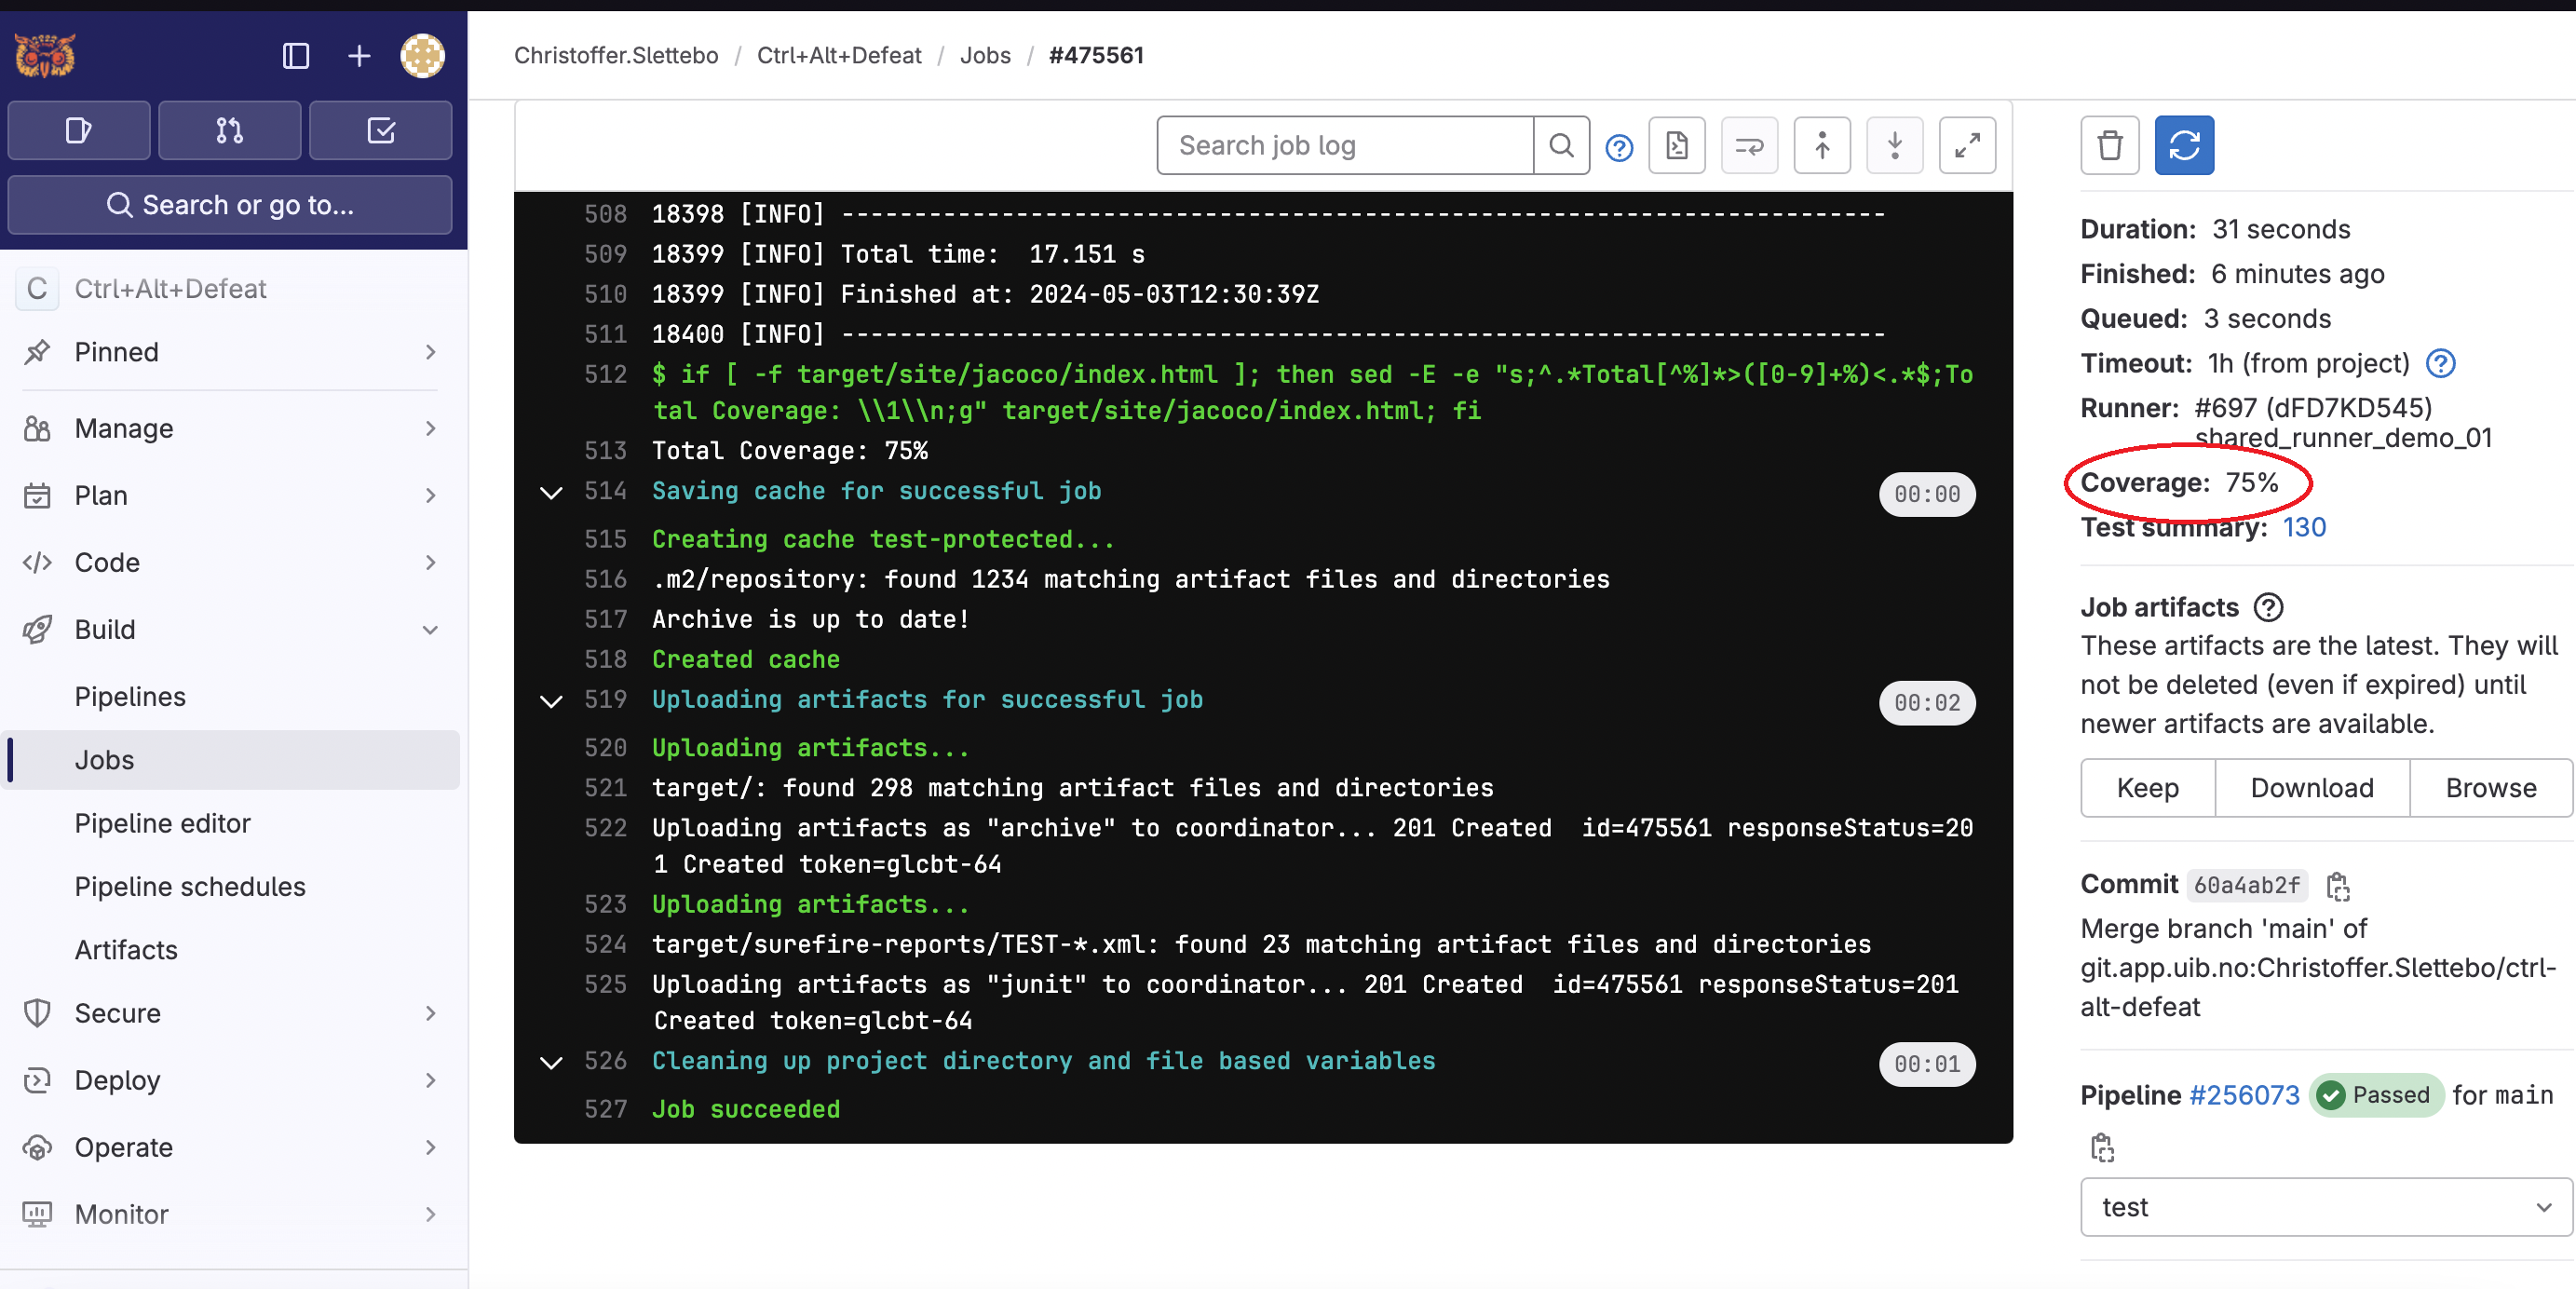 Search or go to...
C Ctrl+Alt+Defeat
Pinned
Manage
Plan
Code
Build
Pipelines
Jobs
Pipeline editor
Pipeline schedules
Artifacts
Secure
Deploy
Operate
Monitor
Christoffer.Slettebo / Ctrl+Alt+Defeat / Jobs / #475561
Search job log
508 18398 [INFO] ------------------------------------------------------------------------
509 18399 [INFO] Total time:  17.151 s
510 18399 [INFO] Finished at: 2024-05-03T12:30:39Z
511 18400 [INFO] ------------------------------------------------------------------------
512 $ if [ -f target/site/jacoco/index.html ]; then sed -E -e "s;^.*Total[^%]*>([0-9]+%)<.*$;To
tal Coverage: \\1\\n;g" target/site/jacoco/index.html; fi
513 Total Coverage: 75%
514 Saving cache for successful job 00:00
515 Creating cache test-protected...
516 .m2/repository: found 1234 matching artifact files and directories
517 Archive is up to date!
518 Created cache
519 Uploading artifacts for successful job 00:02
520 Uploading artifacts...
521 target/: found 298 matching artifact files and directories
522 Uploading artifacts as "archive" to coordinator... 201 Created  id=475561 responseStatus=20
1 Created token=glcbt-64
523 Uploading artifacts...
524 target/surefire-reports/TEST-*.xml: found 23 matching artifact files and directories
525 Uploading artifacts as "junit" to coordinator... 201 Created  id=475561 responseStatus=201
Created token=glcbt-64
526 Cleaning up project directory and file based variables 00:01
527 Job succeeded
Duration: 31 seconds
Finished: 6 minutes ago
Queued: 3 seconds
Timeout: 1h (from project)
Runner: #697 (dFD7KD545)
shared_runner_demo_01
Coverage: 75%
Test summary: 130
Job artifacts
These artifacts are the latest. They will
not be deleted (even if expired) until
newer artifacts are available.
Keep Download Browse
Commit 60a4ab2f
Merge branch 'main' of
git.app.uib.no:Christoffer.Slettebo/ctrl-
alt-defeat
Pipeline #256073 Passed for main
test